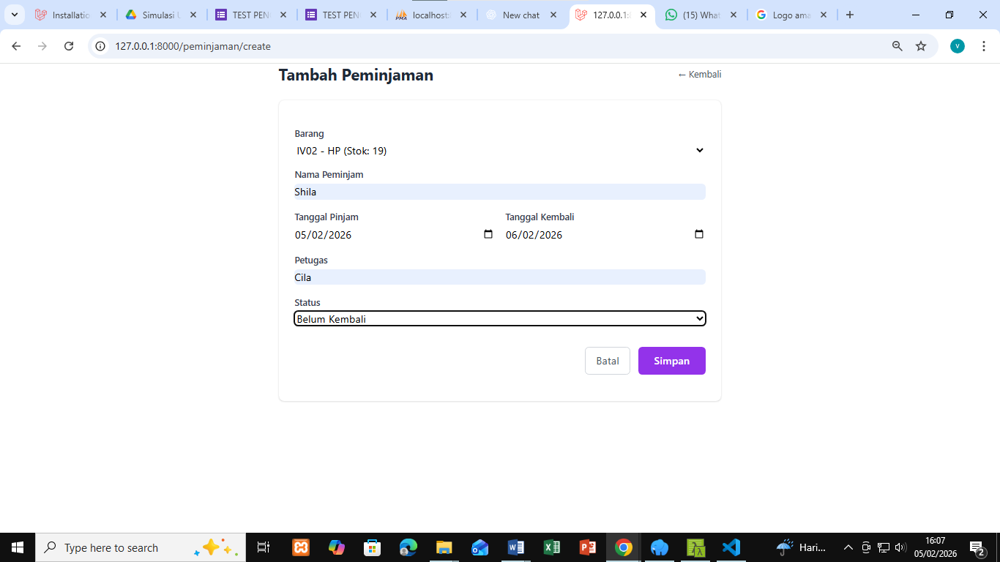 Installatio
Simulasi U
TEST PEN
TEST PEN
localhost
New chat
127.0.0.1:8
(15) What
Logo ama
127.0.0.1:8000/peminjaman/create
V
Tambah Peminjaman
← Kembali
Barang
IV02 - HP (Stok: 19)
Nama Peminjam
Shila
Tanggal Pinjam
Tanggal Kembali
05/02/2026
06/02/2026
Petugas
Cila
Status
Belum Kembali
Batal
Simpan
Type here to search
Hari...
16:07
05/02/2026
2